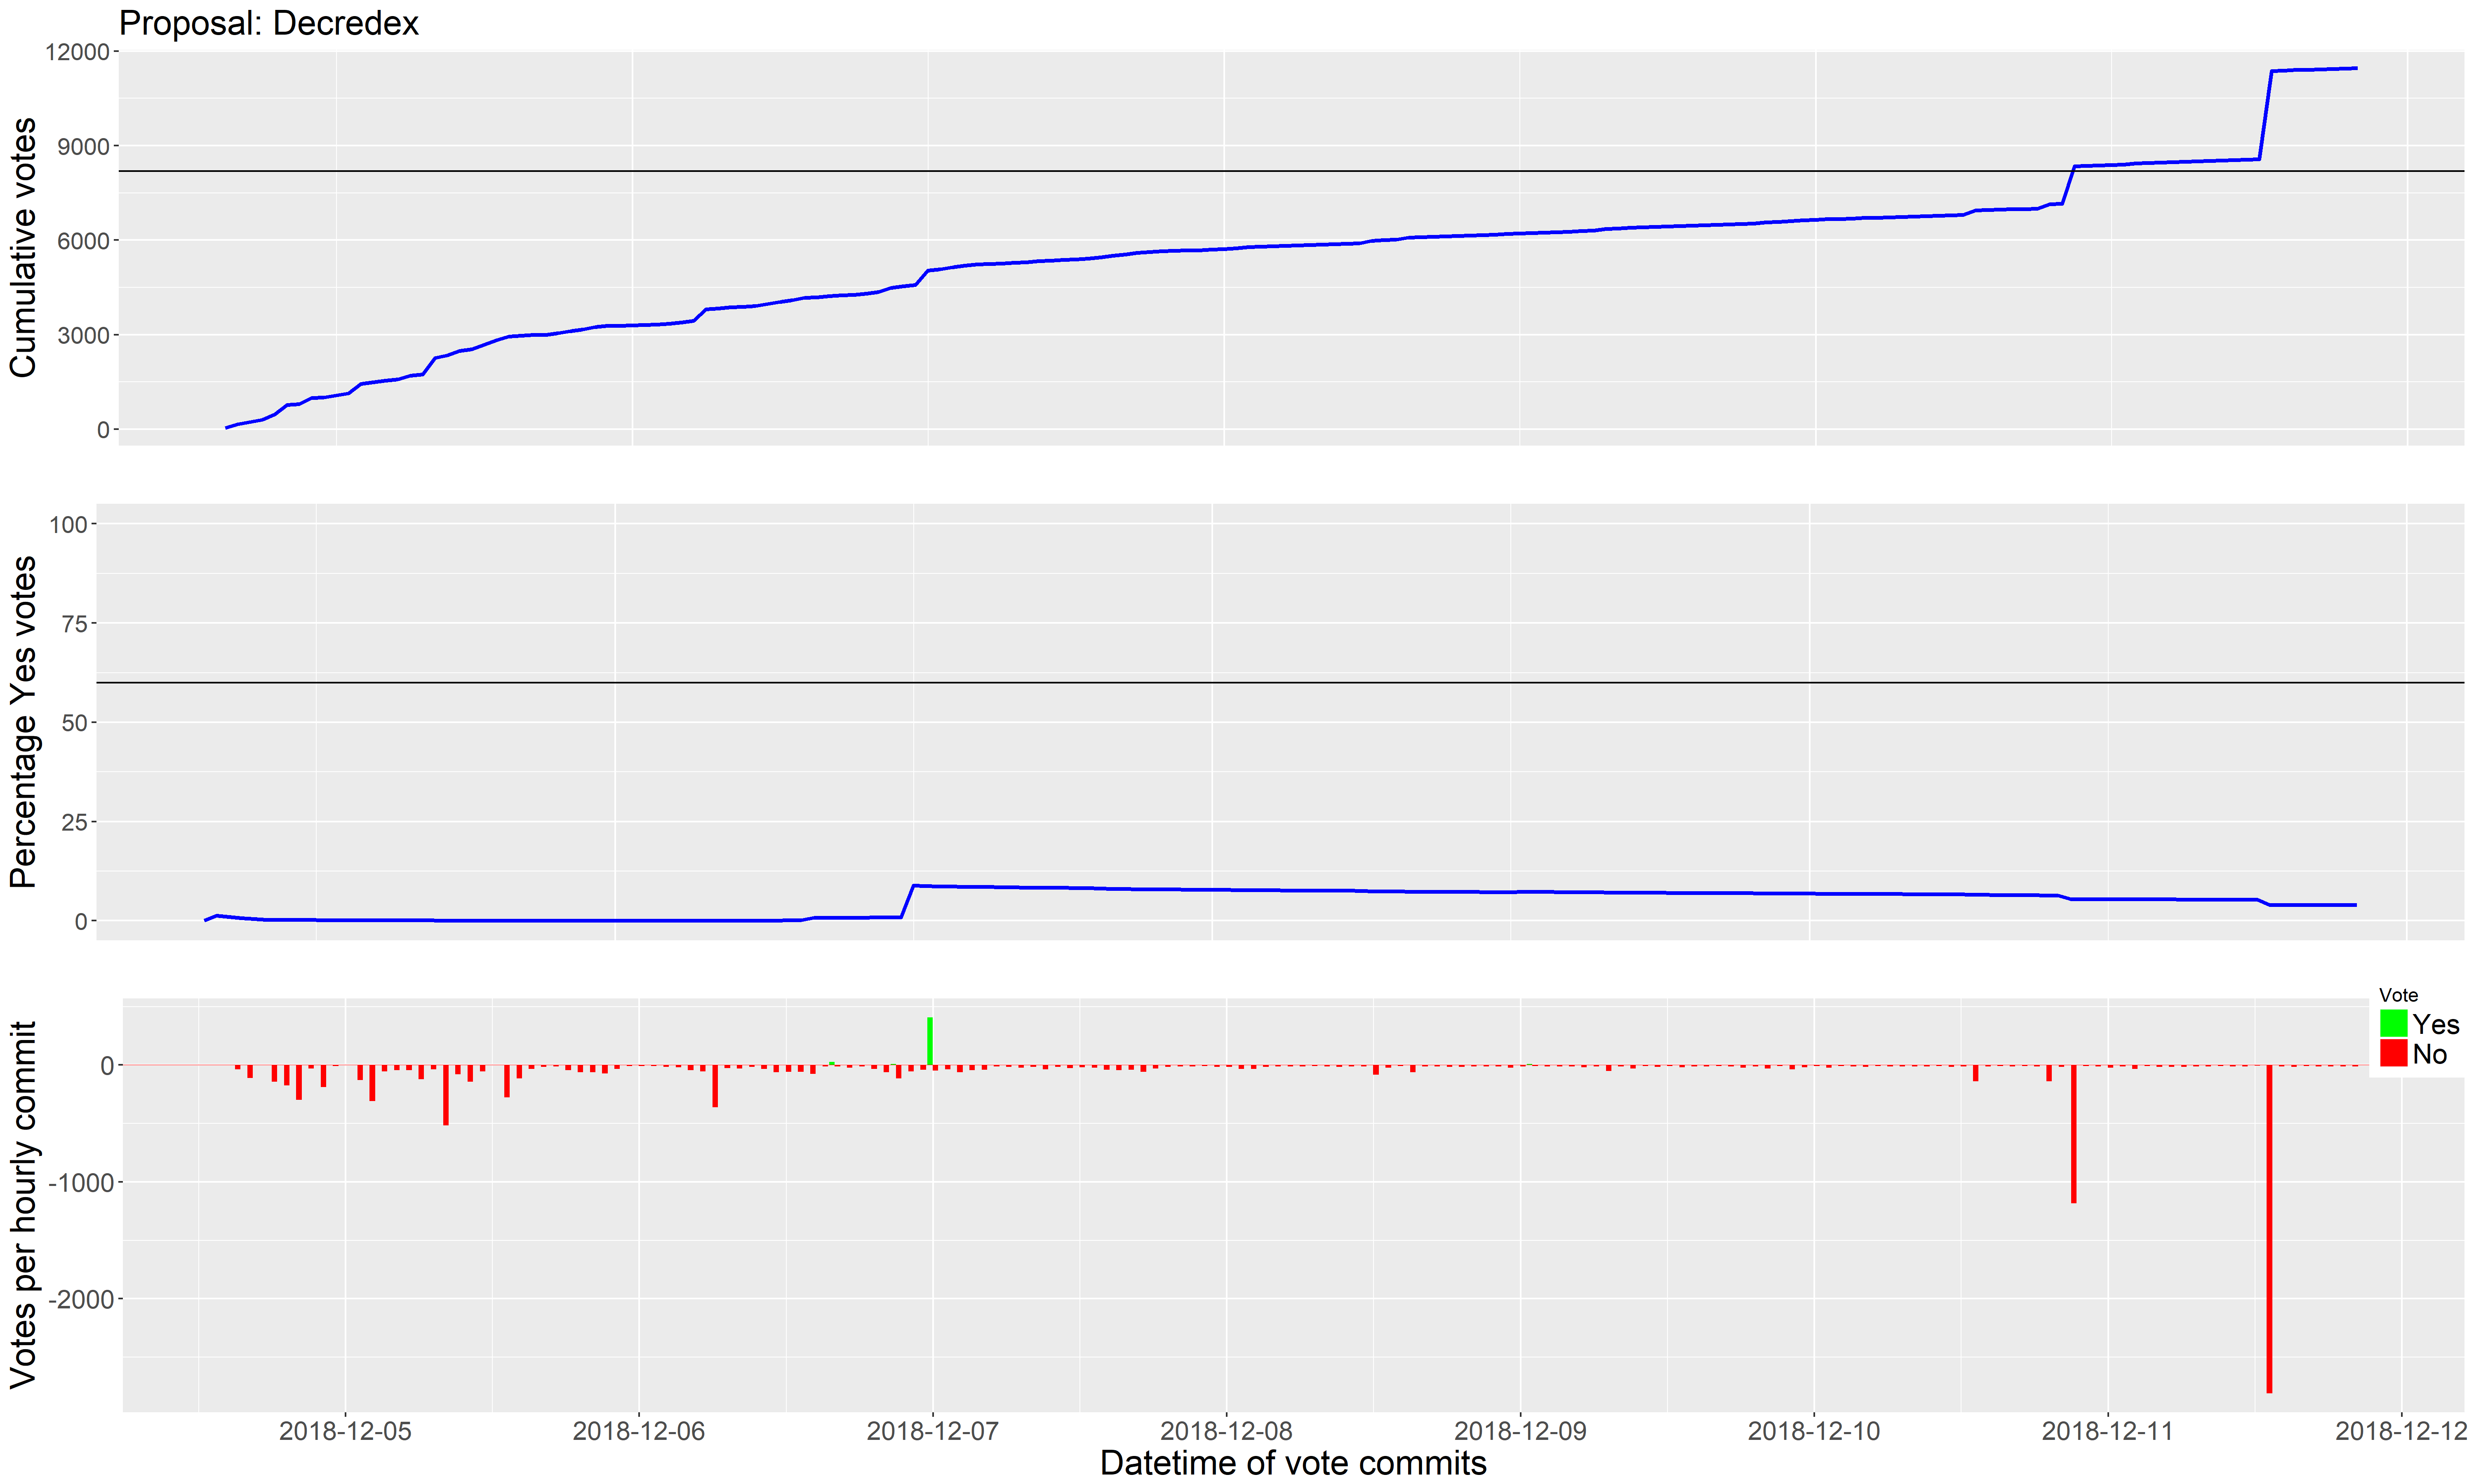 Proposal: Decredex
Cumulative votes
12000
9000
6000
3000
0
Percentage Yes votes
100
75
50
25
0
Votes per hourly commit
0
-1000
-2000
Vote
Yes
No
2018-12-05 2018-12-06 2018-12-07 2018-12-08 2018-12-09 2018-12-10 2018-12-11 2018-12-12
Datetime of vote commits